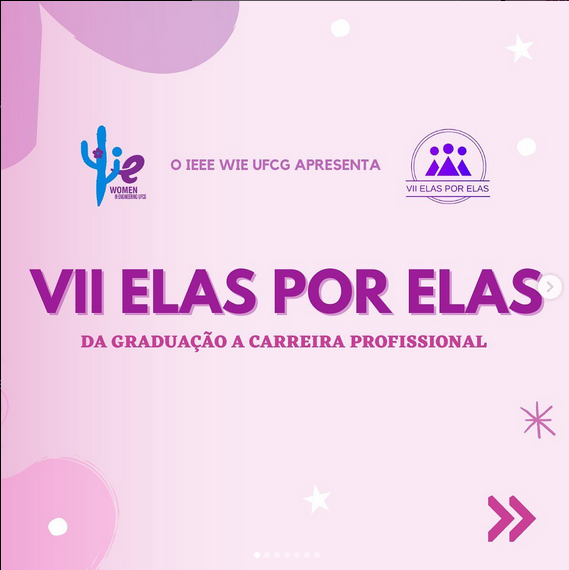 wie
WOMEN
IN ENGINEERING UFCG
O IEEE WIE UFCG APRESENTA
VII ELAS POR ELAS
VII ELAS POR ELAS
DA GRADUAÇÃO A CARREIRA PROFISSIONAL